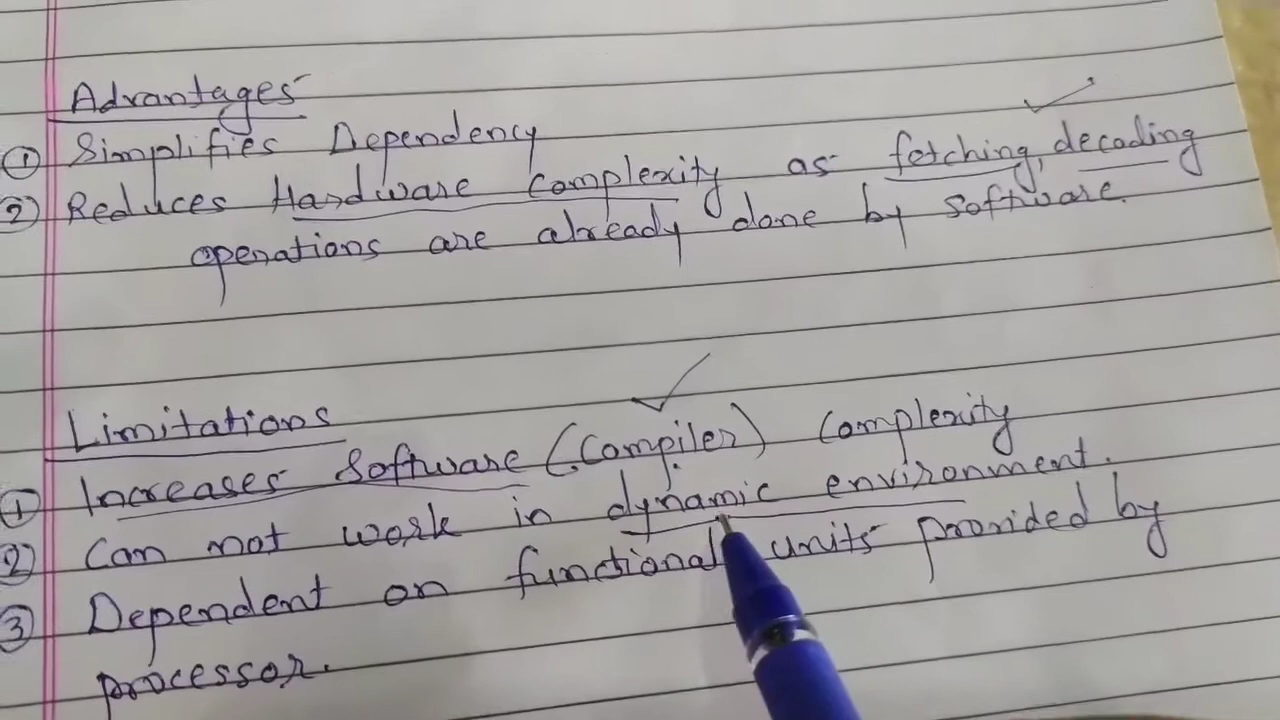 Advantages
① Simplifies Dependency
② Reduces Hardware Complexity as fetching, decoding
operations are already done by software.
Limitations
① Increases Software (Compiler) Complexity
② Can not work in dynamic environment.
③ Dependent on functional units provided by
processor.